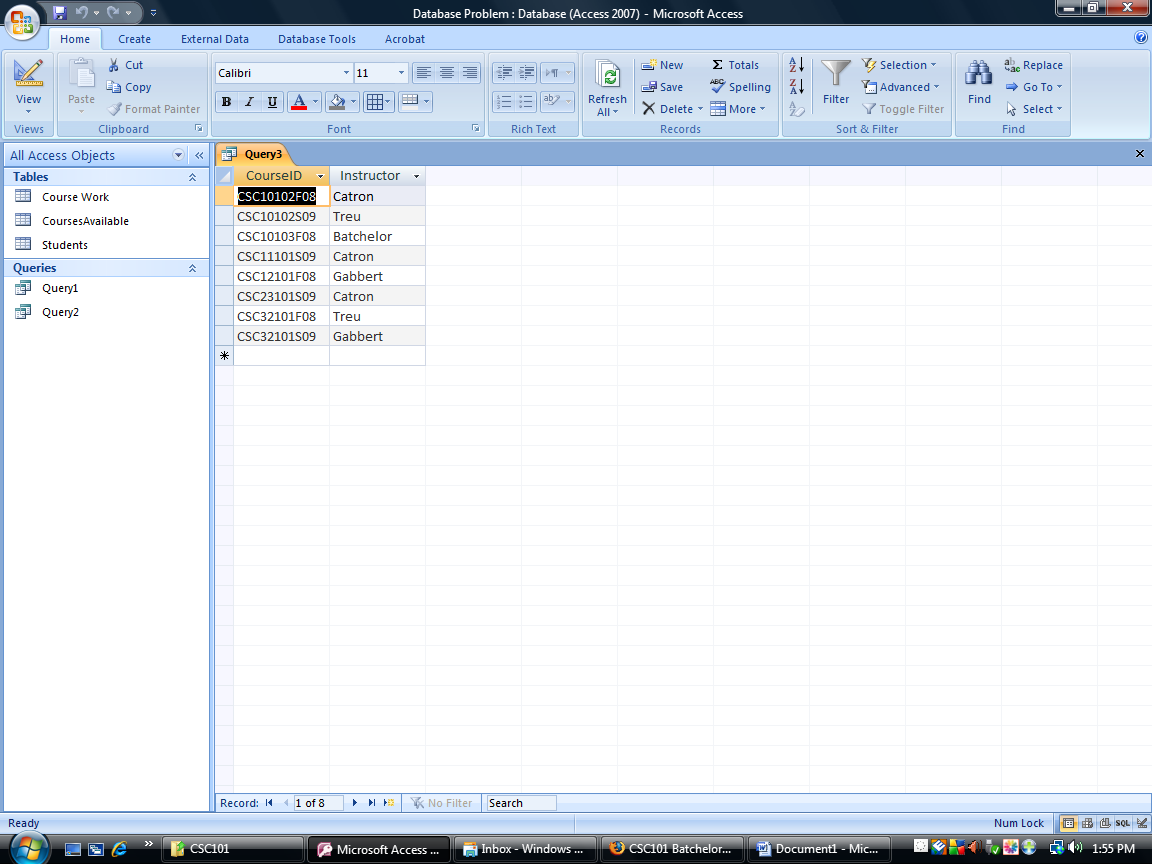 Database Problem : Database (Access 2007) - Microsoft Access
Home Create External Data Database Tools Acrobat
View
Views
Paste
Cut
Copy
Format Painter
Clipboard
Calibri 11
B I U A
Font
Rich Text
Refresh
All
New
Save
Delete
Σ Totals
ABC Spelling
More
Records
A
Z
Z
A
Filter
Selection
Advanced
Toggle Filter
Sort & Filter
Find
Replace
Go To
Select
Find
All Access Objects «
Tables
Course Work
CoursesAvailable
Students
Queries
Query1
Query2
Query3
CourseID Instructor
CSC10102F08 Catron
CSC10102S09 Treu
CSC10103F08 Batchelor
CSC11101S09 Catron
CSC12101F08 Gabbert
CSC23101S09 Catron
CSC32101F08 Treu
CSC32101S09 Gabbert
*
Record: 1 of 8 No Filter Search
Ready Num Lock SQL
» CSC101 Microsoft Access ... Inbox - Windows ... CSC101 Batchelor... Document1 - Mic... 1:55 PM